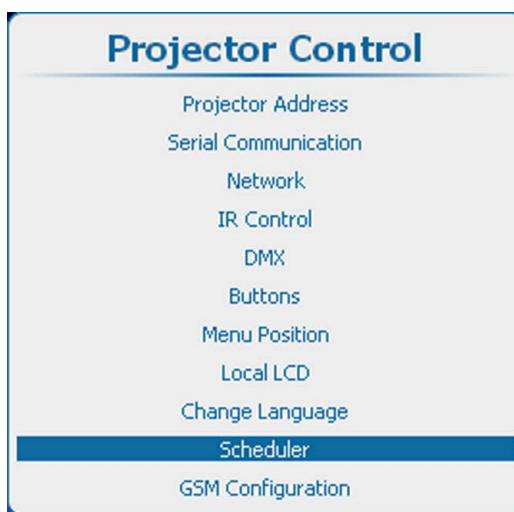 Projector Control
Projector Address
Serial Communication
Network
IR Control
DMX
Buttons
Menu Position
Local LCD
Change Language
Scheduler
GSM Configuration